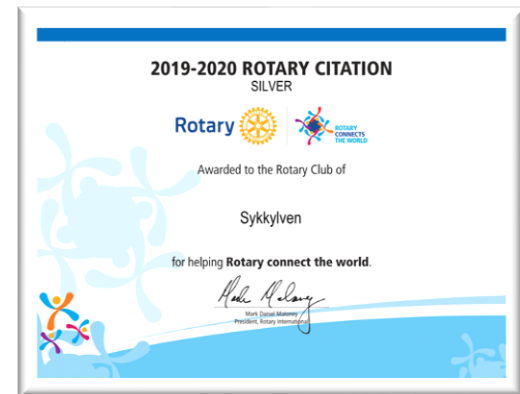 2019-2020 ROTARY CITATION
SILVER
Rotary
ROTARY
CONNECTS
THE WORLD
Awarded to the Rotary Club of
Sykkylven
for helping Rotary connect the world.
Mark Daniel Maloney
President, Rotary International